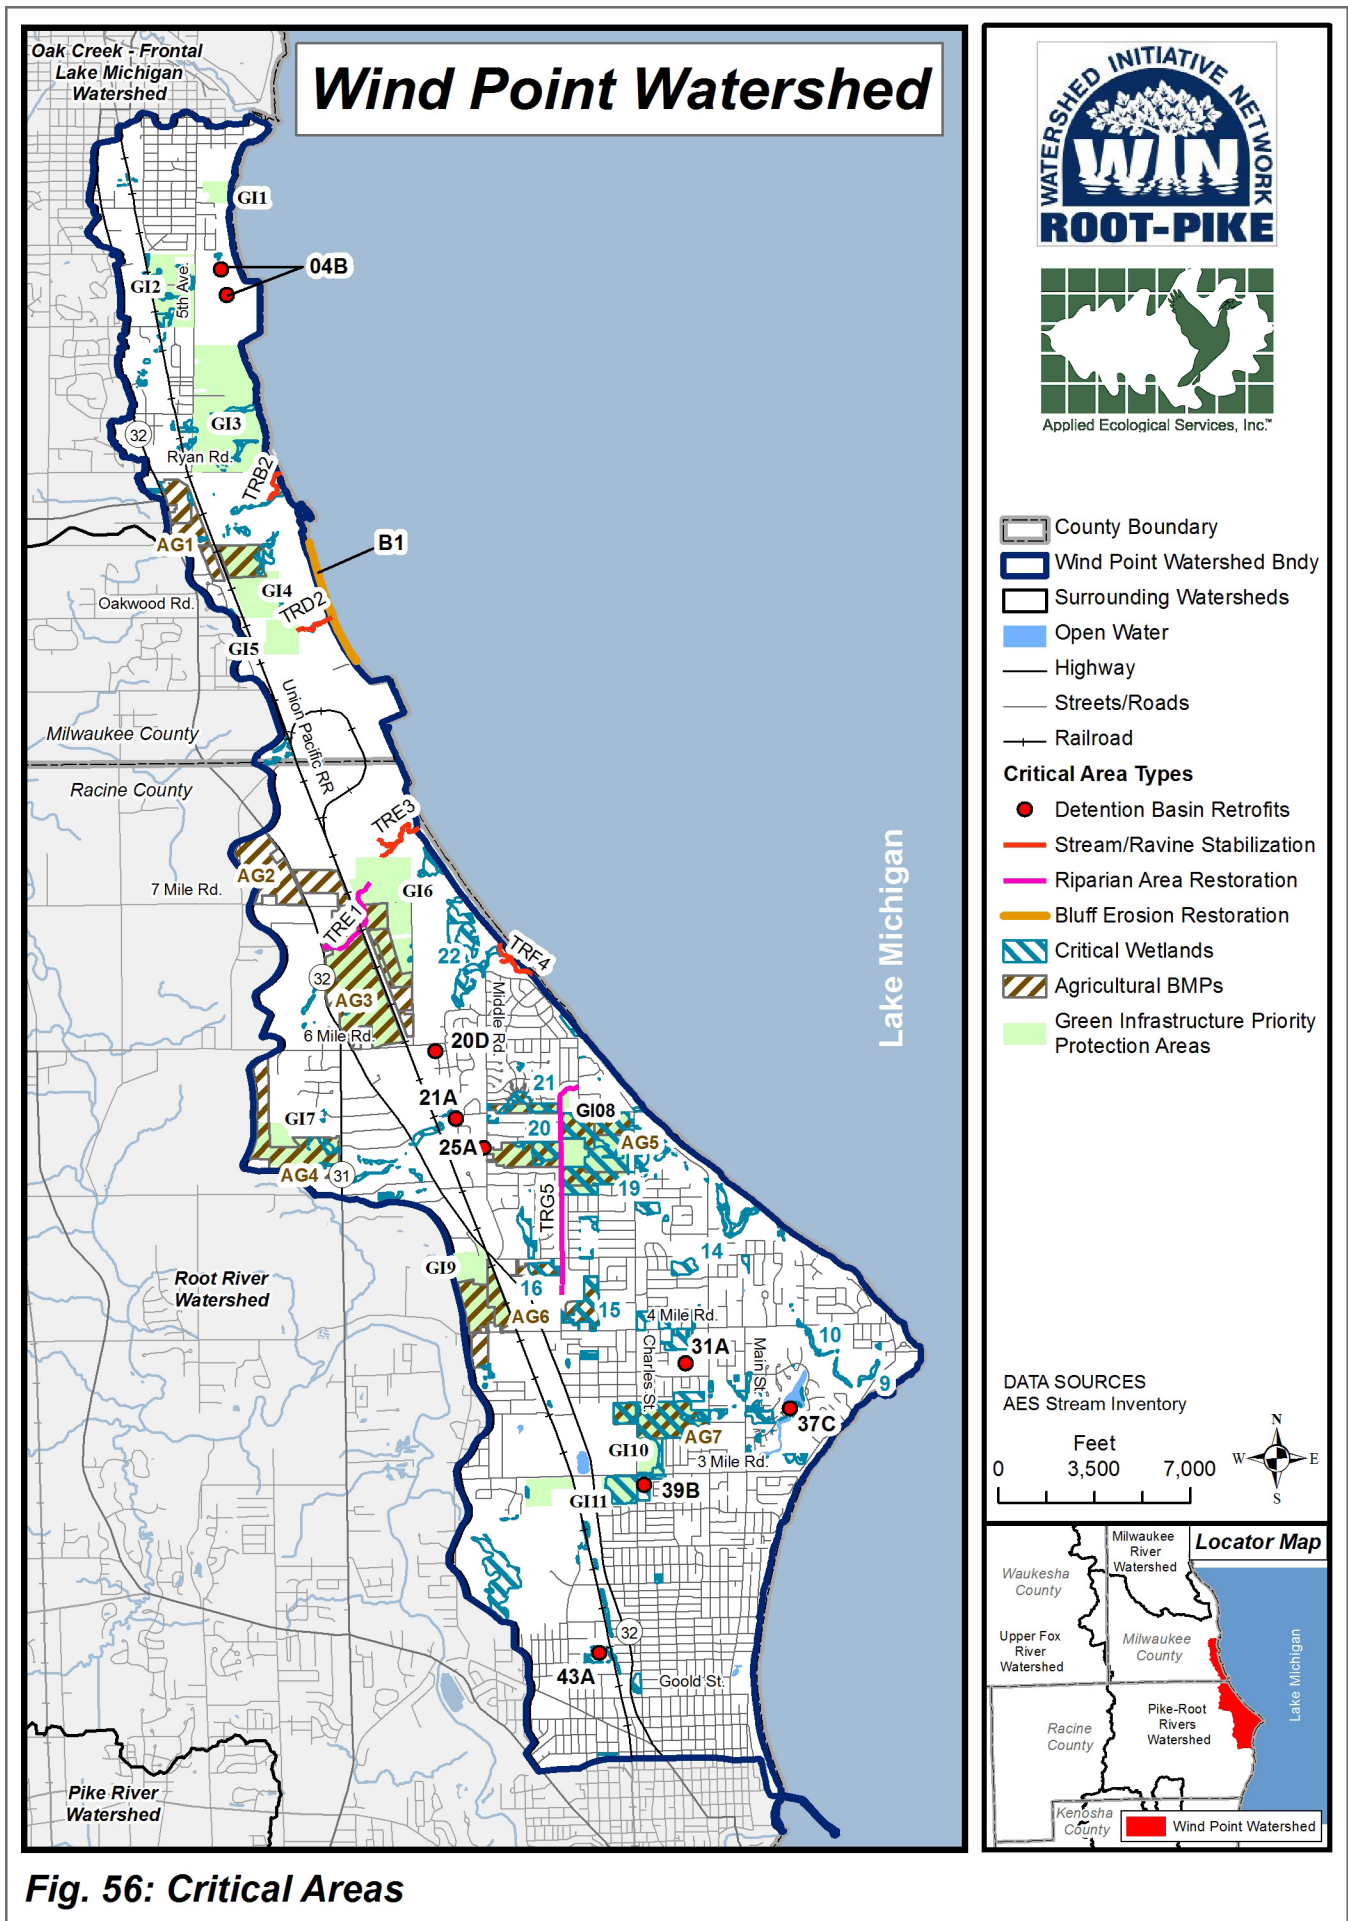 Wind Point Watershed
Oak Creek - Frontal
Lake Michigan
Watershed
GI1
04B
GI2
5th Ave.
GI3
32
Ryan Rd.
TRB2
AG1
B1
GI4
Oakwood Rd.
TRD2
GI5
Union Pacific RR
Milwaukee County
Racine County
TRE3
AG2
7 Mile Rd.
GI6
TRE1
22
TRF4
32
AG3
Middle Rd.
6 Mile Rd.
20D
21
21A
GI08
GI7
20
25A
AG5
AG4
31
19
TRG5
14
GI9
Root River
Watershed
16
AG6
15
4 Mile Rd.
10
31A
Charles St.
Main St.
9
37C
AG7
GI10
3 Mile Rd.
39B
GI11
32
43A
Goold St.
Pike River
Watershed
Lake Michigan
WATERSHED INITIATIVE NETWORK
WIN
ROOT-PIKE
Applied Ecological Services, Inc.™
County Boundary
Wind Point Watershed Bndy
Surrounding Watersheds
Open Water
Highway
Streets/Roads
Railroad
Critical Area Types
Detention Basin Retrofits
Stream/Ravine Stabilization
Riparian Area Restoration
Bluff Erosion Restoration
Critical Wetlands
Agricultural BMPs
Green Infrastructure Priority
Protection Areas
DATA SOURCES
AES Stream Inventory
Feet
0 3,500 7,000
N
W E
S
Locator Map
Milwaukee
River
Watershed
Waukesha
County
Upper Fox
River
Watershed
Milwaukee
County
Lake Michigan
Pike-Root
Rivers
Watershed
Racine
County
Kenosha
County
Wind Point Watershed
Fig. 56: Critical Areas